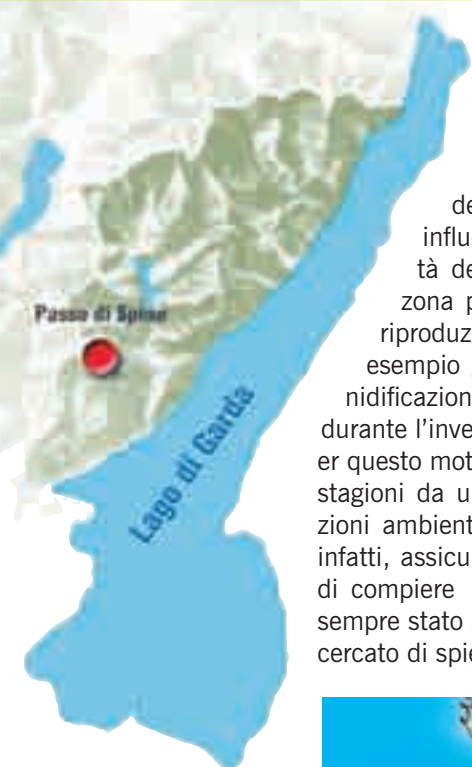 Passo di Spino
Lago di Garda
de
influ
tà de
zona p
riproduz
esempio
nidificazion
durante l'inve
er questo mot
stagioni da u
zioni ambient
infatti, assicu
di compiere
sempre stato
cercato di spie